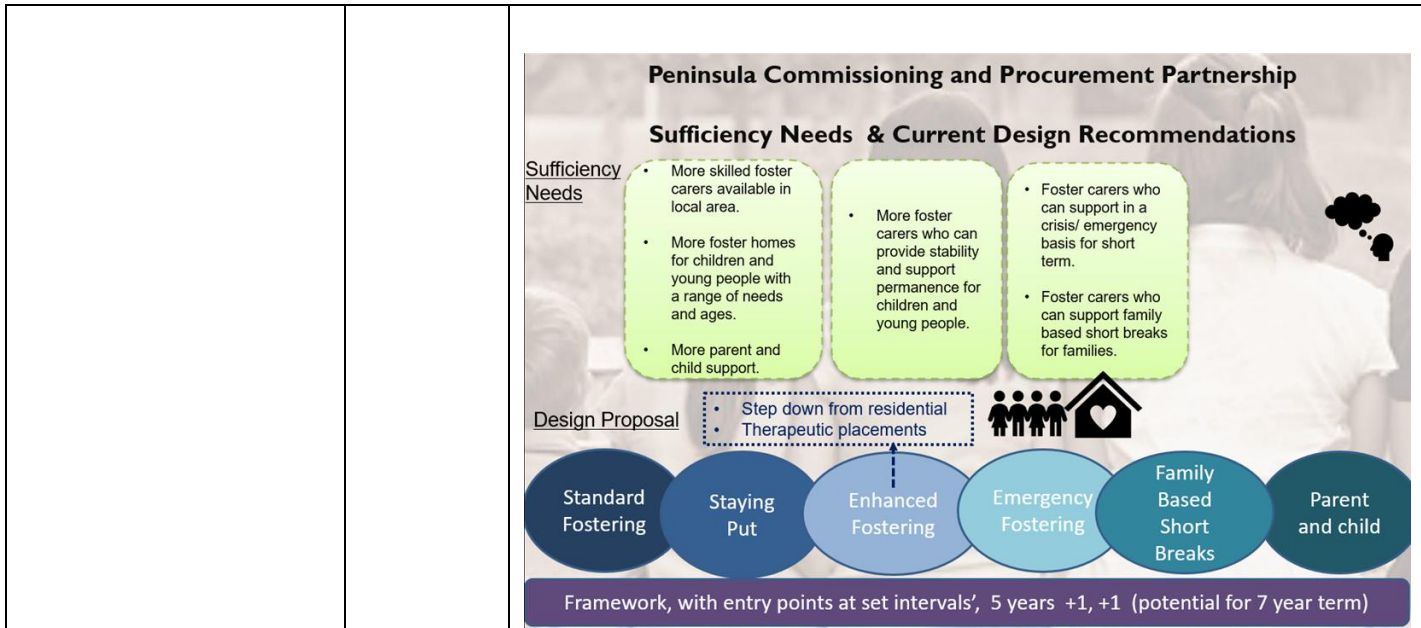 Peninsula Commissioning and Procurement Partnership
Sufficiency Needs & Current Design Recommendations
Sufficiency
Needs
• More skilled foster
carers available in
local area.
• More foster homes
for children and
young people with
a range of needs
and ages.
• More parent and
child support.
• More foster
carers who can
provide stability
and support
permanence for
children and
young people.
• Foster carers who
can support in a
crisis/ emergency
basis for short
term.
• Foster carers who
can support family
based short breaks
for families.
Design Proposal
• Step down from residential
• Therapeutic placements
Standard
Fostering
Staying
Put
Enhanced
Fostering
Emergency
Fostering
Family
Based
Short
Breaks
Parent
and child
Framework, with entry points at set intervals’, 5 years +1, +1 (potential for 7 year term)